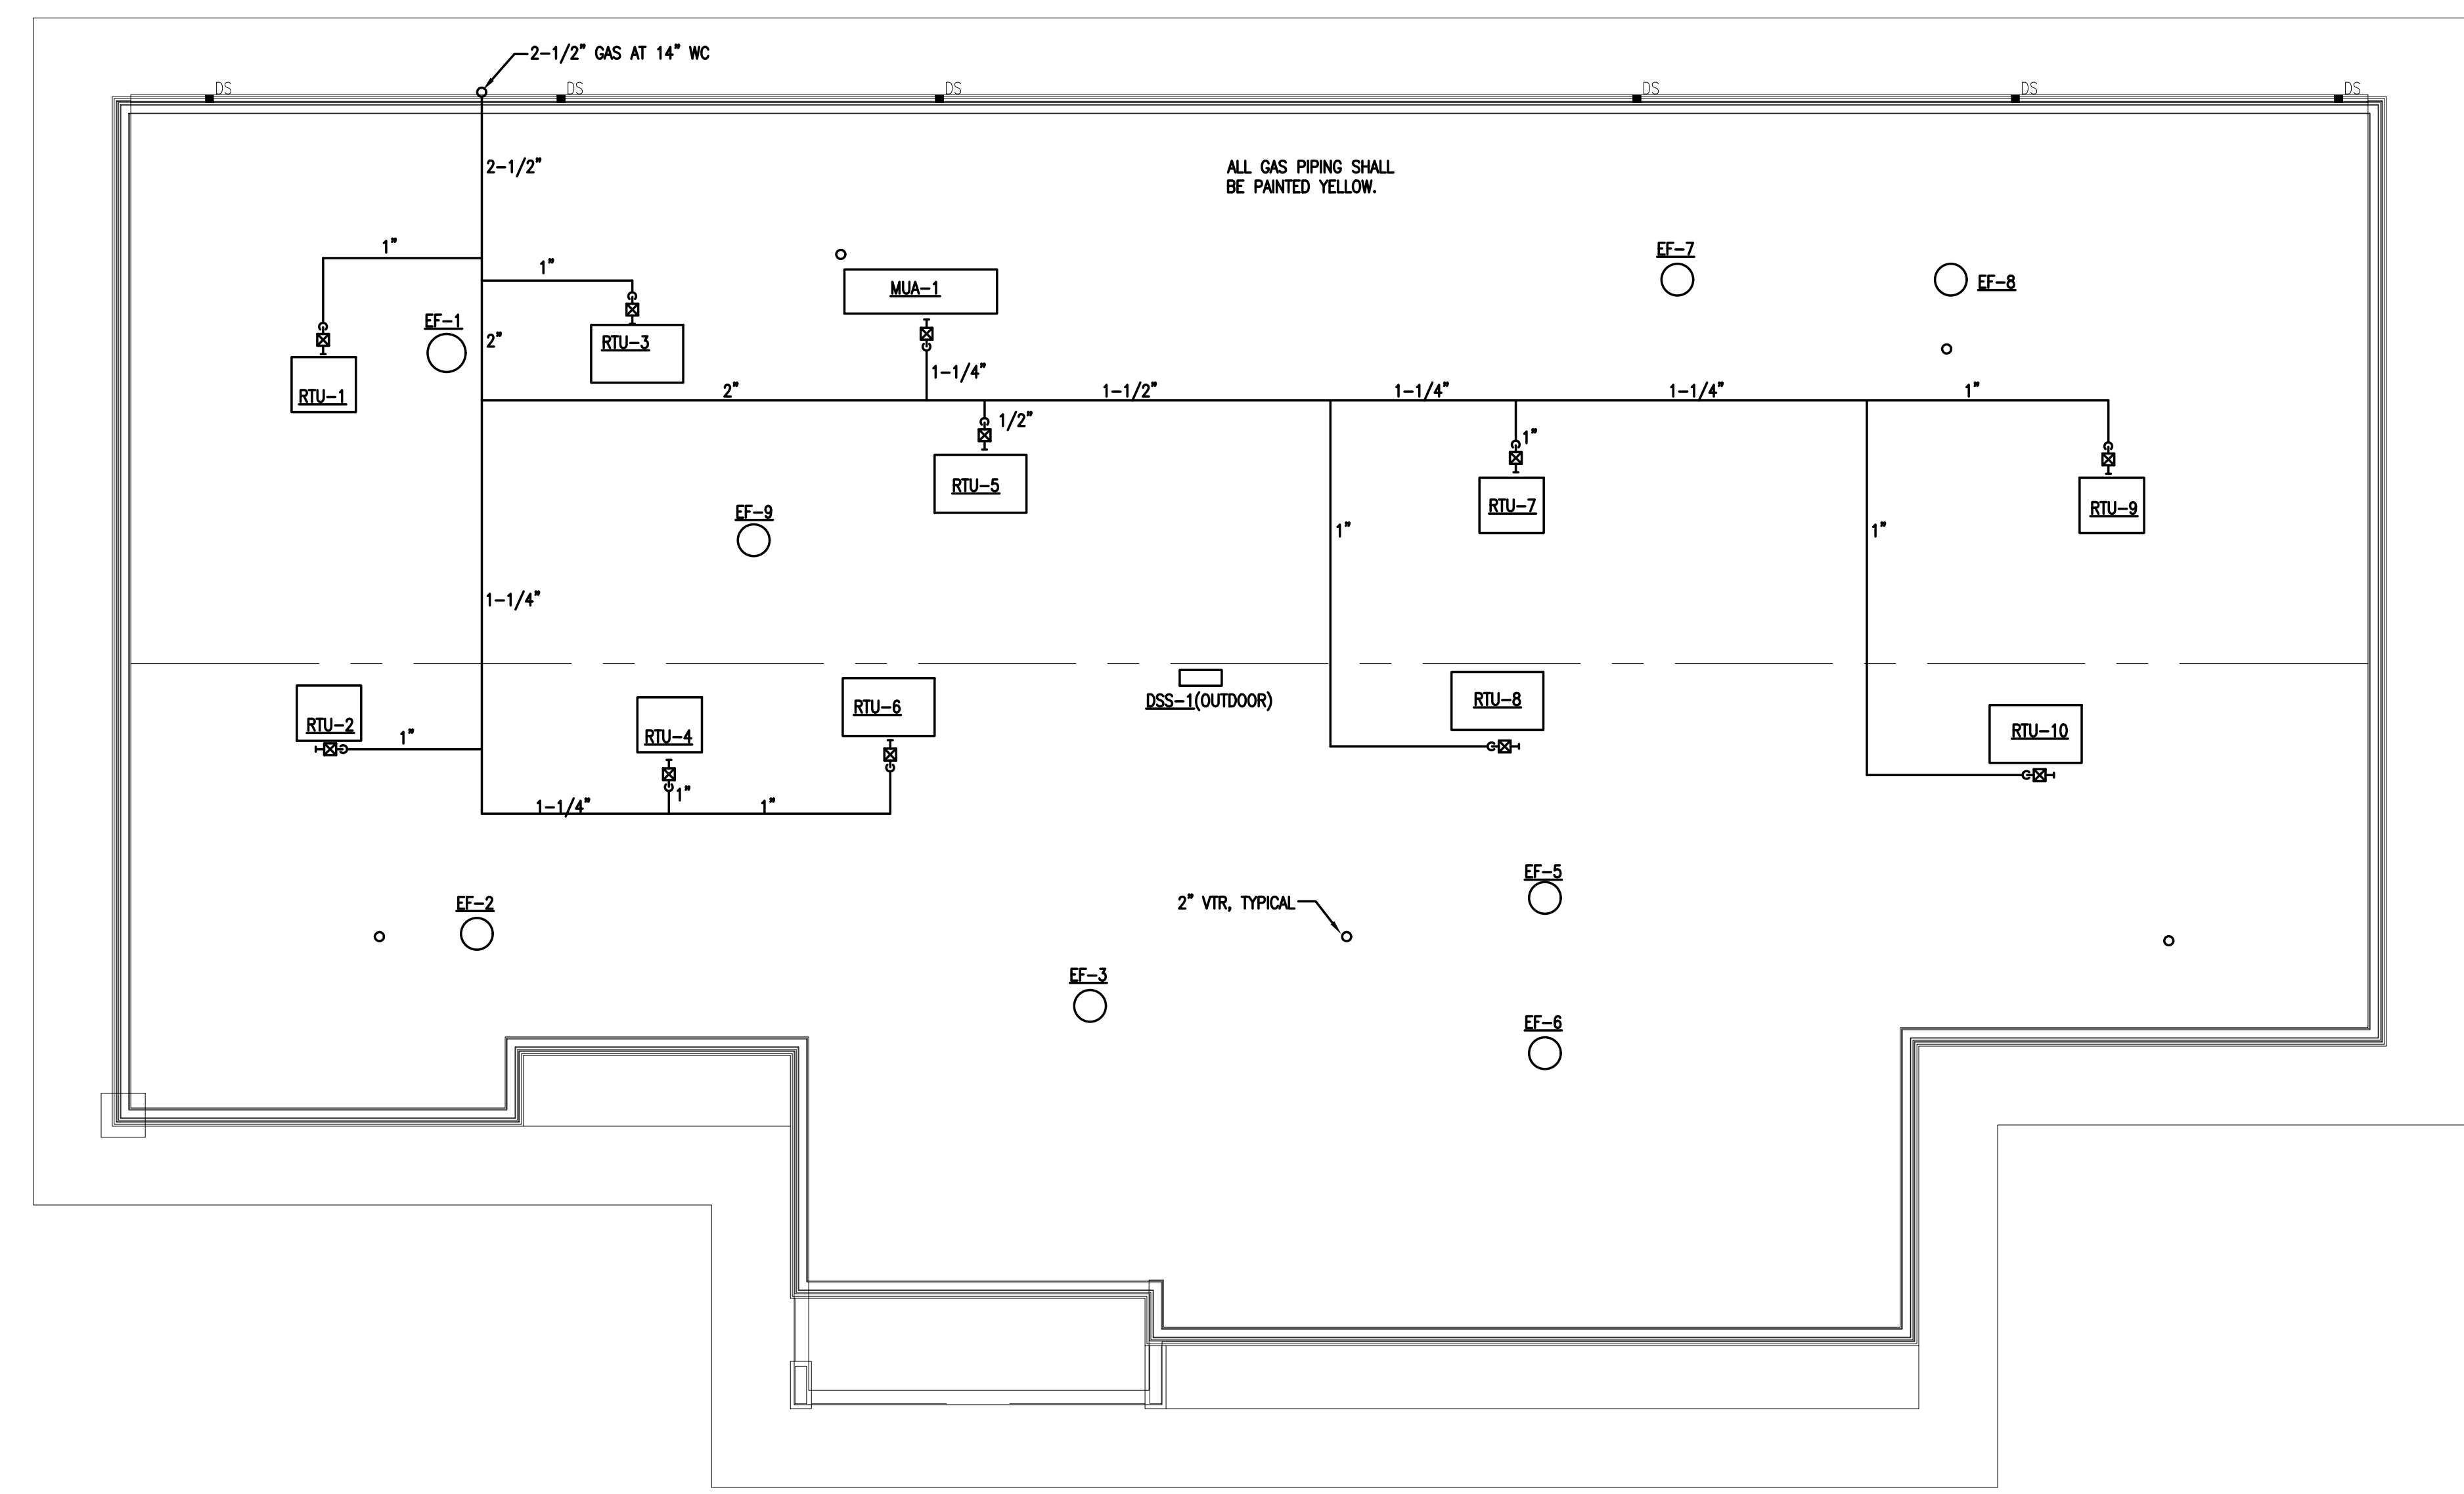 2-1/2" GAS AT 14" WC
DS
DS
DS
DS
DS
DS
2-1/2"
ALL GAS PIPING SHALL
BE PAINTED YELLOW.
1"
1"
EF-7
EF-8
MUA-1
EF-1
2"
RTU-3
RTU-1
1-1/4"
2"
1-1/2"
1-1/4"
1-1/4"
1"
1/2"
1"
RTU-5
RTU-7
RTU-9
EF-9
1"
1"
1-1/4"
DSS-1(OUTDOOR)
RTU-2
RTU-4
RTU-6
RTU-8
RTU-10
1"
1"
1-1/4"
1"
EF-5
EF-2
2" VTR, TYPICAL
EF-3
EF-6